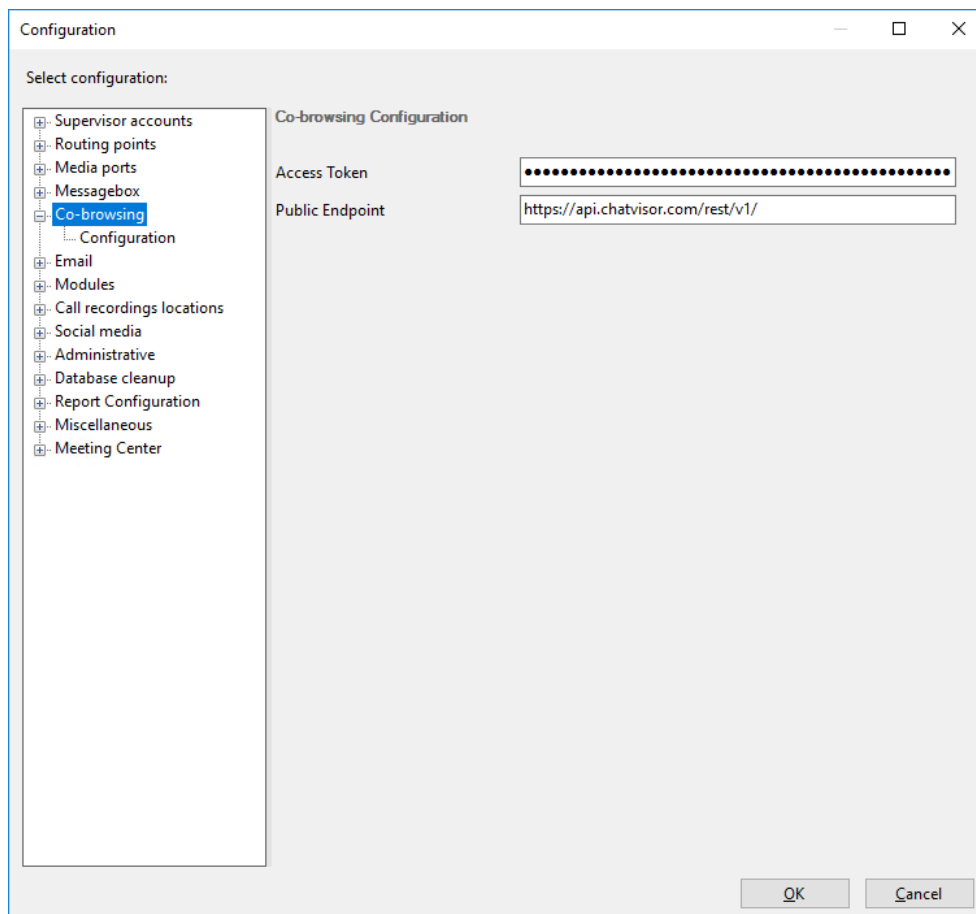 Configuration
Select configuration:
Supervisor accounts
Routing points
Media ports
Messagebox
Co-browsing
Configuration
Email
Modules
Call recordings locations
Social media
Administrative
Database cleanup
Report Configuration
Miscellaneous
Meeting Center
Co-browsing Configuration
Access Token ••••••••••••••••••••••••••••••••••••••••••••••••
Public Endpoint https://api.chatvisor.com/rest/v1/
OK Cancel